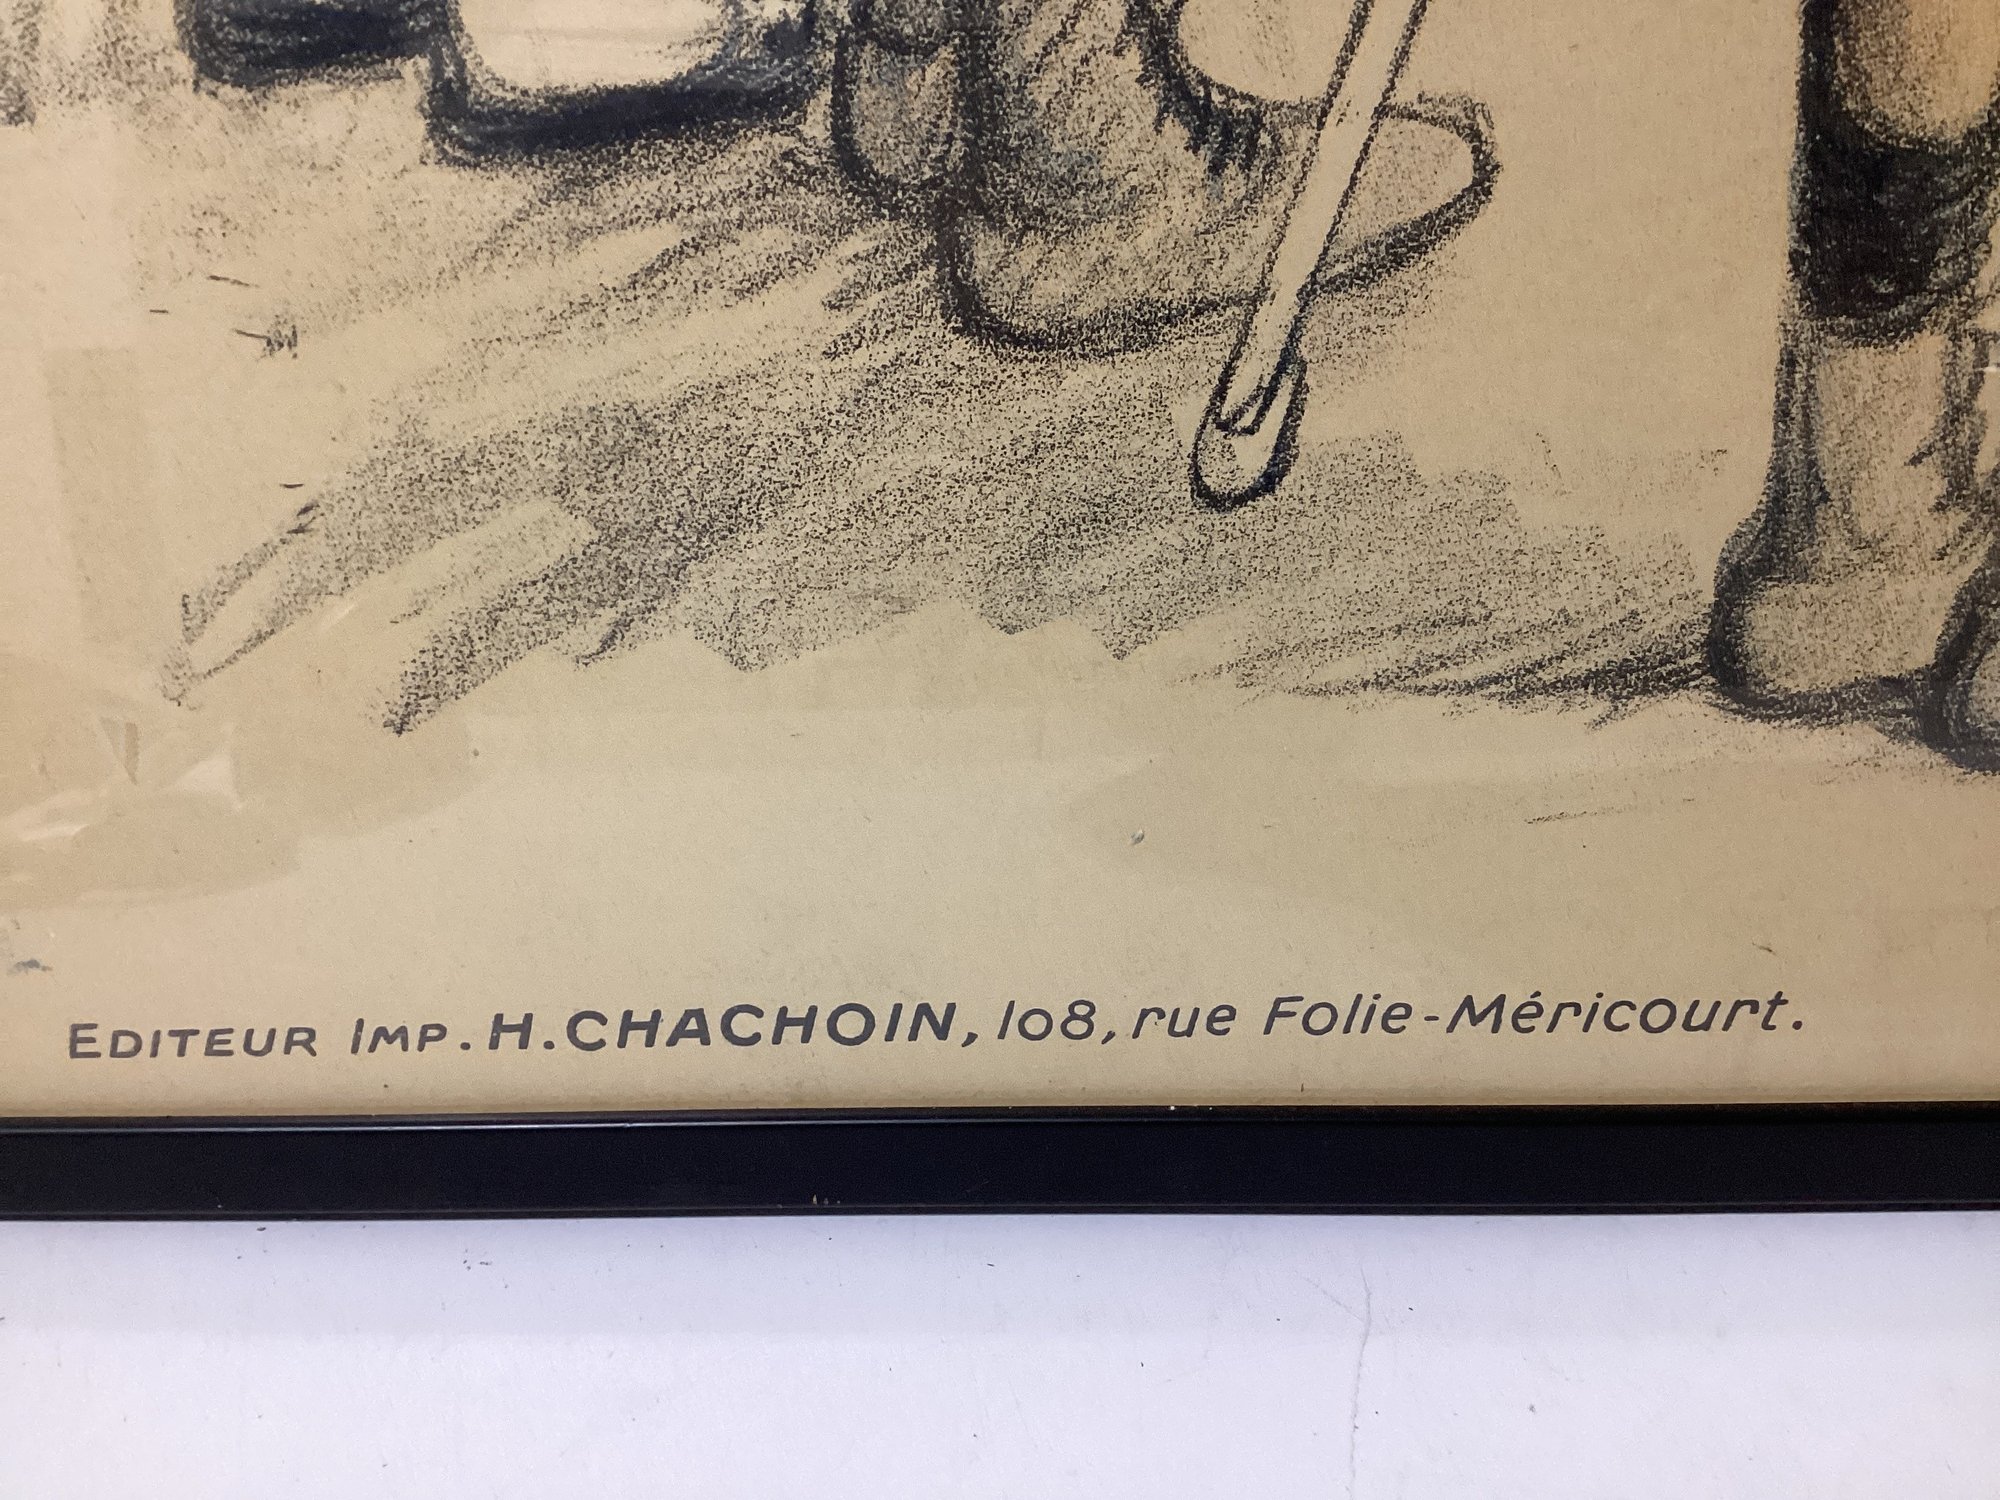 EDITEUR IMP. H. CHACHOIN, 108, rue Folie-Méricourt.